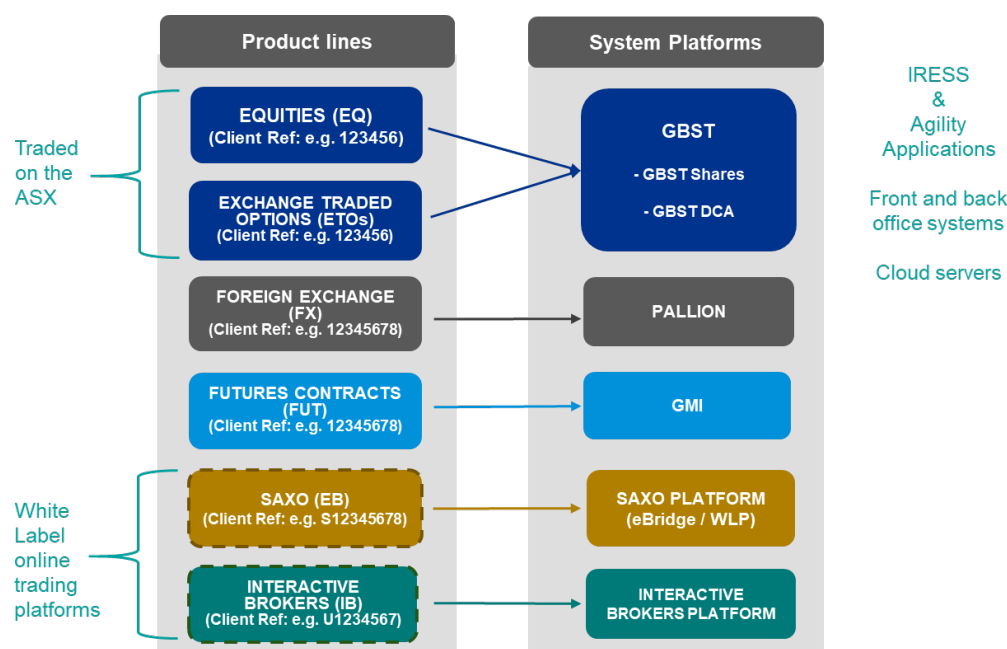 Product lines
System Platforms
Traded
on the
ASX
EQUITIES (EQ)
(Client Ref: e.g. 123456)
EXCHANGE TRADED
OPTIONS (ETOs)
(Client Ref: e.g. 123456)
GBST
- GBST Shares
- GBST DCA
IRESS
&
Agility
Applications
Front and back
office systems
Cloud servers
FOREIGN EXCHANGE
(FX)
(Client Ref: e.g. 12345678)
PALLION
FUTURES CONTRACTS
(FUT)
(Client Ref: e.g. 12345678)
GMI
White
Label
online
trading
platforms
SAXO (EB)
(Client Ref: e.g. S12345678)
SAXO PLATFORM
(eBridge / WLP)
INTERACTIVE
BROKERS (IB)
(Client Ref: e.g. U1234567)
INTERACTIVE
BROKERS PLATFORM